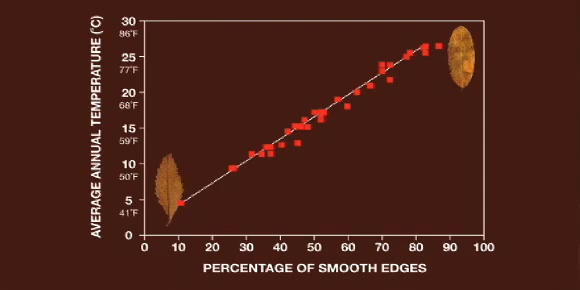 AVERAGE ANNUAL TEMPERATURE (°C)
30
86°F
25
77°F
20
68°F
15
59°F
10
50°F
5
41°F
0
0 10 20 30 40 50 60 70 80 90 100
PERCENTAGE OF SMOOTH EDGES